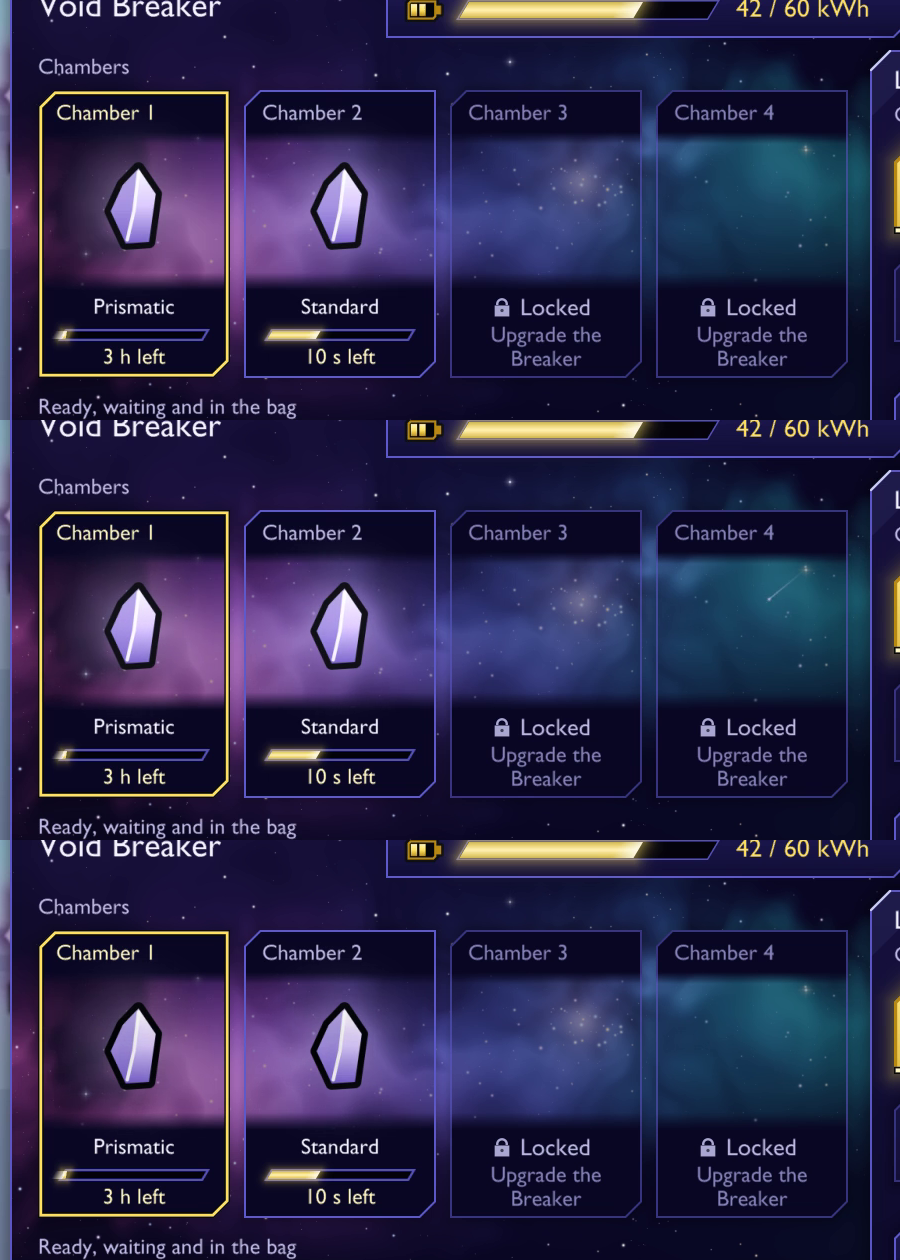 Void Breaker
42 / 60 kWh
Chambers
Chamber 1
Chamber 2
Chamber 3
Chamber 4
Prismatic
Standard
Locked
Locked
3 h left
10 s left
Upgrade the
Breaker
Upgrade the
Breaker
Ready, waiting and in the bag
Void Breaker
42 / 60 kWh
Chambers
Chamber 1
Chamber 2
Chamber 3
Chamber 4
Prismatic
Standard
Locked
Locked
3 h left
10 s left
Upgrade the
Breaker
Upgrade the
Breaker
Ready, waiting and in the bag
Void Breaker
42 / 60 kWh
Chambers
Chamber 1
Chamber 2
Chamber 3
Chamber 4
Prismatic
Standard
Locked
Locked
3 h left
10 s left
Upgrade the
Breaker
Upgrade the
Breaker
Ready, waiting and in the bag